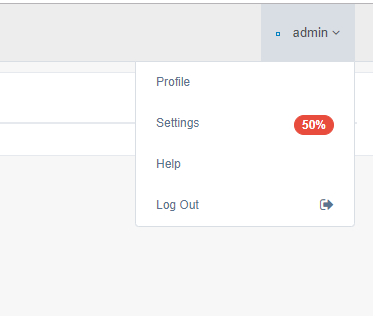 admin
Profile
Settings 50%
Help
Log Out